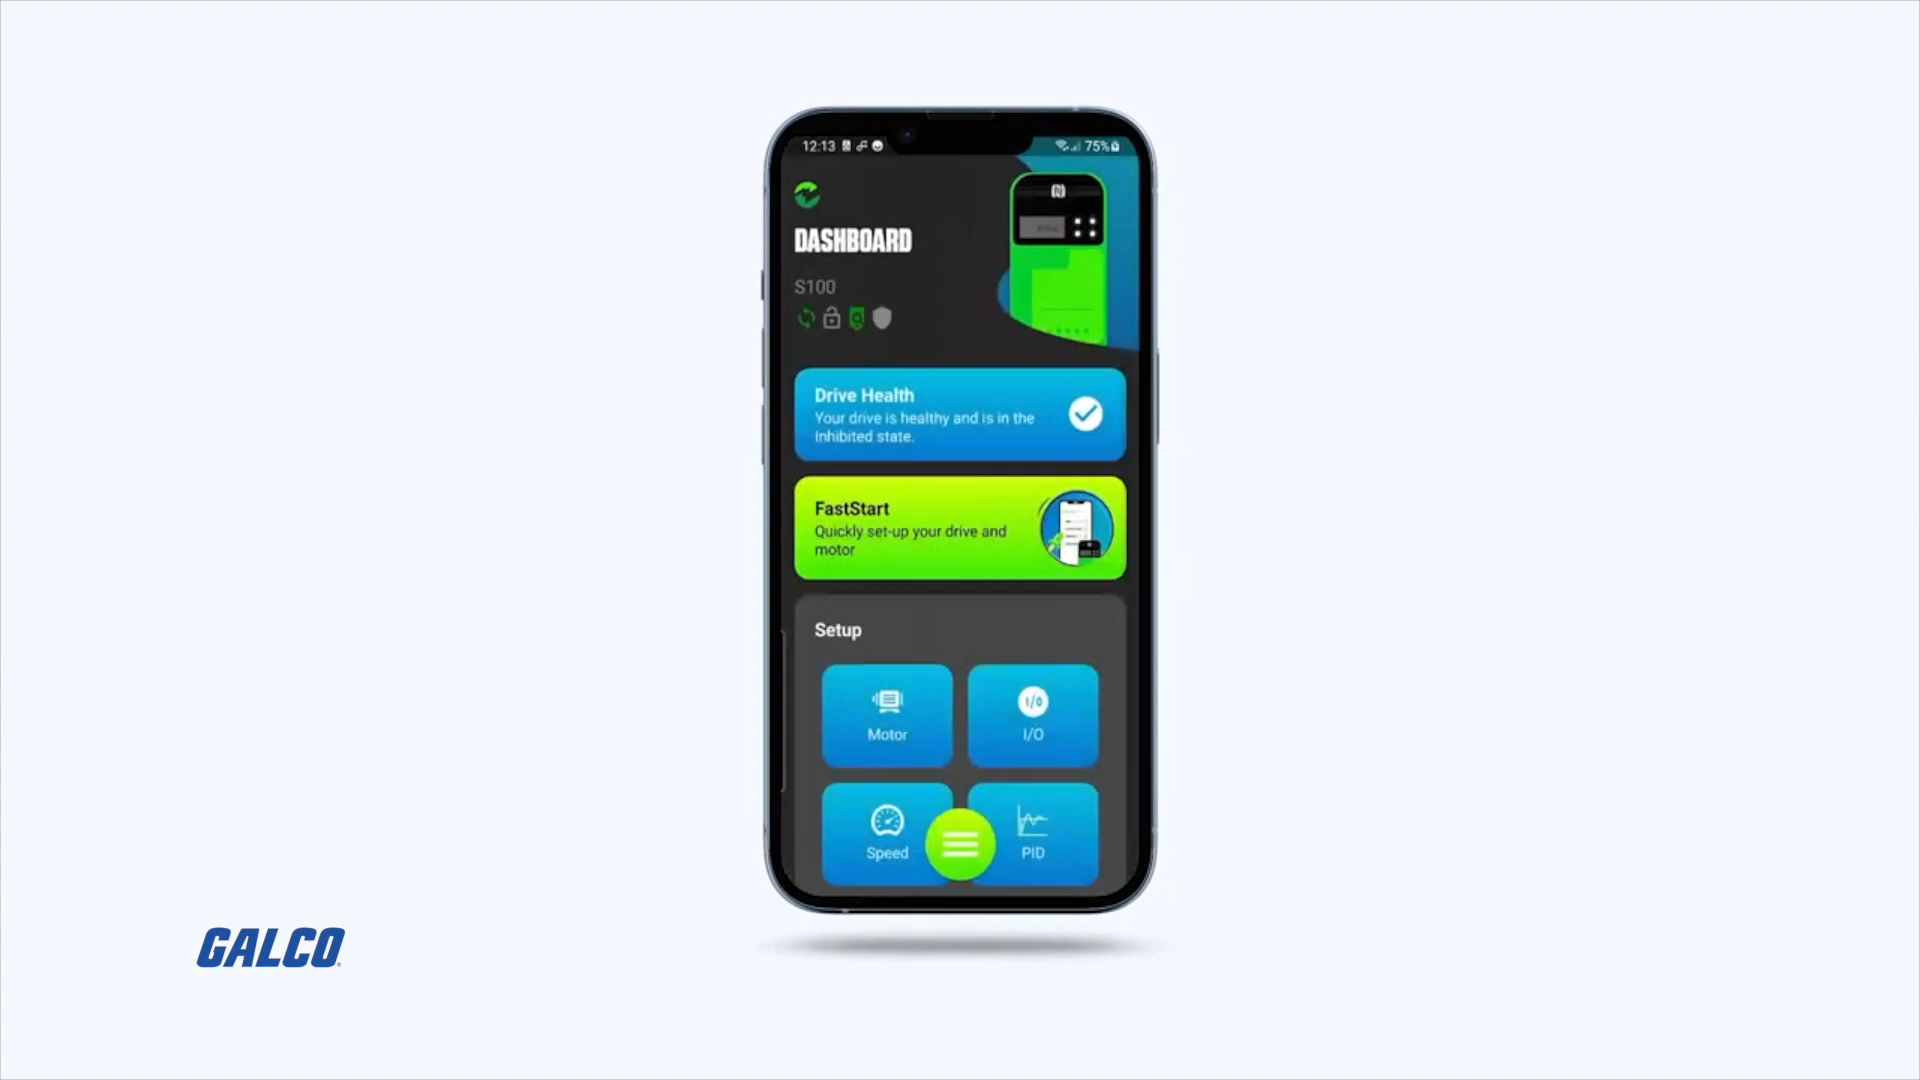 12:13
75%
DASHBOARD
S100
Drive Health
Your drive is healthy and is in the
Inhibited state.
FastStart
Quickly set-up your drive and
motor
Setup
Motor
I/O
I/O
Speed
PID
GALCO